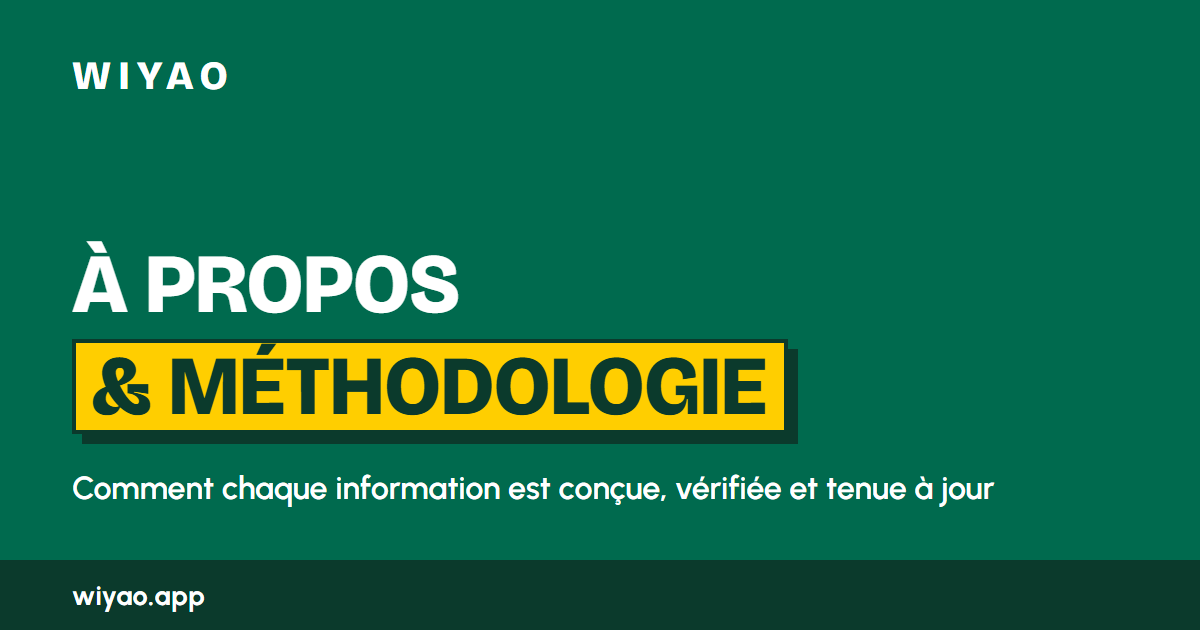 WIYAO
À PROPOS
& MÉTHODOLOGIE
Comment chaque information est conçue, vérifiée et tenue à jour
wiyao.app